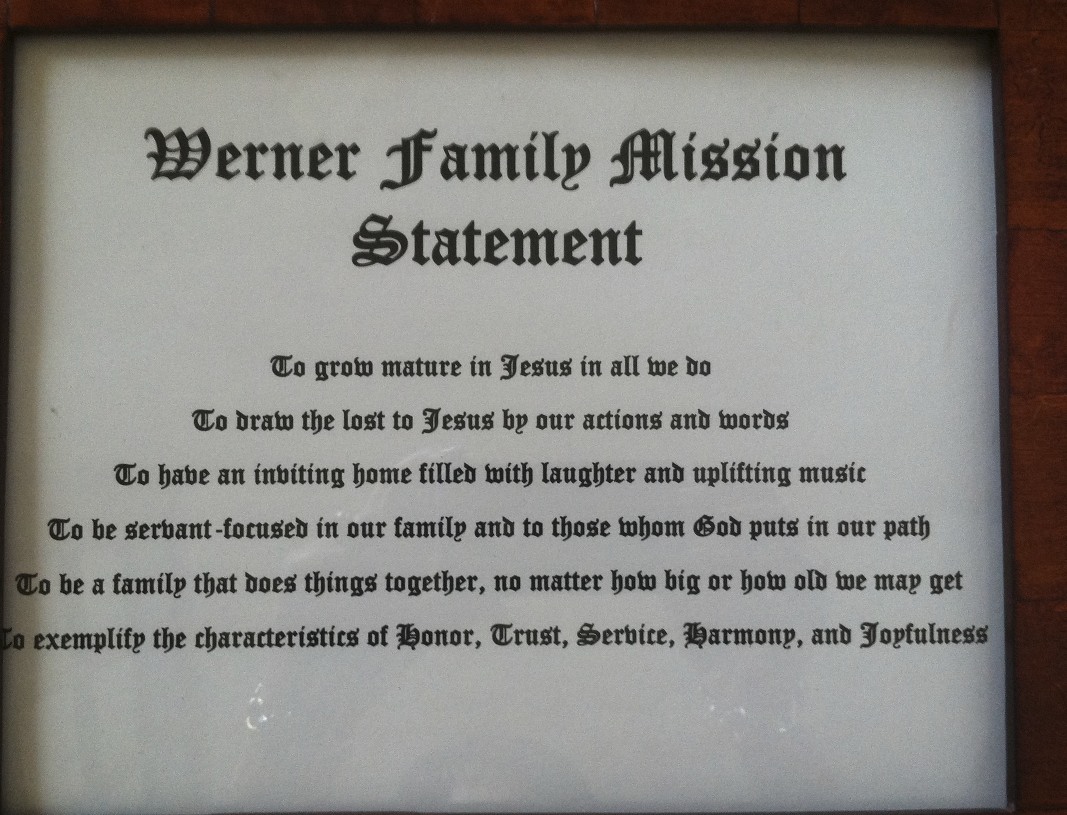 Werner Family Mission
Statement
To grow mature in Jesus in all we do
To draw the lost to Jesus by our actions and words
To have an inviting home filled with laughter and uplifting music
To be servant-focused in our family and to those whom God puts in our path
To be a family that does things together, no matter how big or how old we may get
To exemplify the characteristics of Honor, Trust, Service, Harmony, and Joyfulness